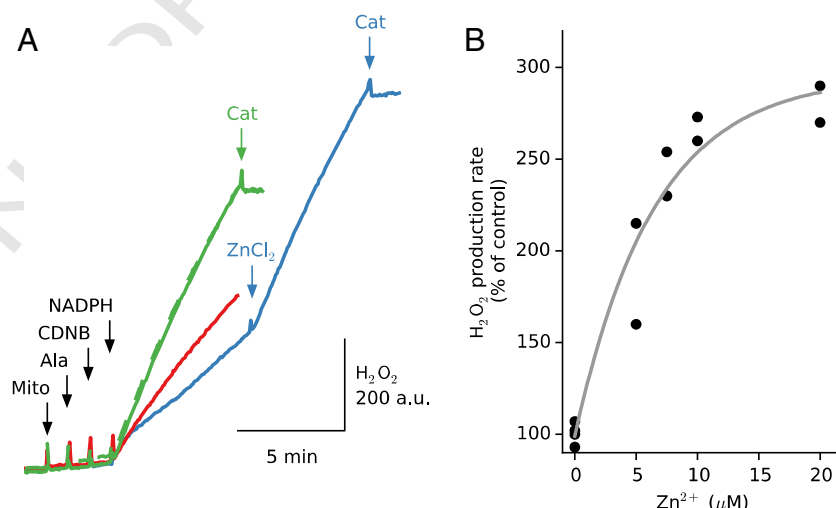 A
Cat
Cat
ZnCl₂
NADPH
CDNB
Ala
Mito
H₂O₂
200 a.u.
5 min
B
H₂O₂ production rate
(% of control)
300
250
200
150
100
0 5 10 15 20
Zn²⁺ (μM)